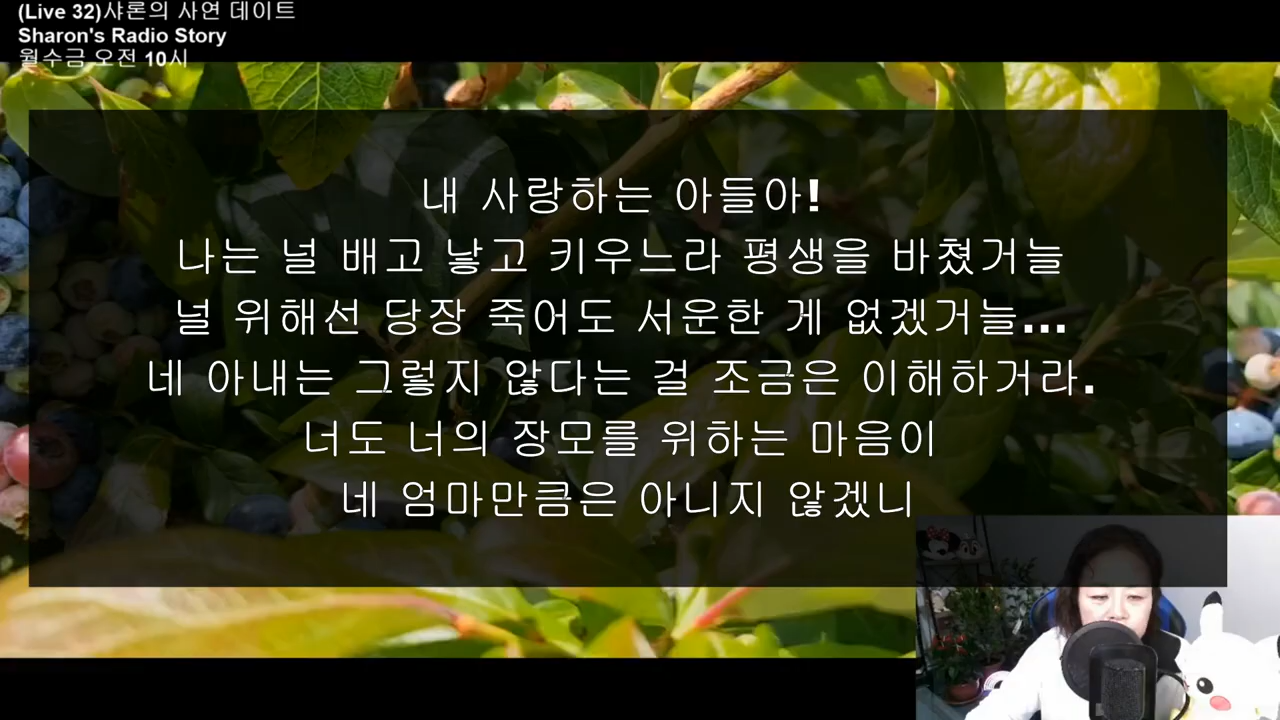 (Live 32)샤론의 사연 데이트
Sharon's Radio Story
월수금 오전 10시
내 사랑하는 아들아!
나는 널 배고 낳고 키우느라 평생을 바쳤거늘
널 위해선 당장 죽어도 서운한 게 없겠거늘...
네 아내는 그렇지 않다는 걸 조금은 이해하거라.
너도 너의 장모를 위하는 마음이
네 엄마만큼은 아니지 않겠니